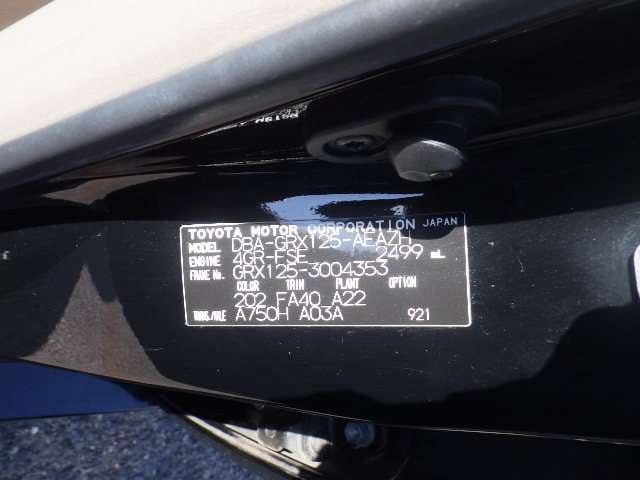 TOYOTA MOTOR CORPORATION JAPAN
MODEL DBA-GRX125-AEAZH
ENGINE 4GR-FSE 2499 mL
FRAME No. GRX125-3004353
COLOR TRIM PLANT OPTION
202 FA40 A22
TRANS./AXLE A750H A03A 921